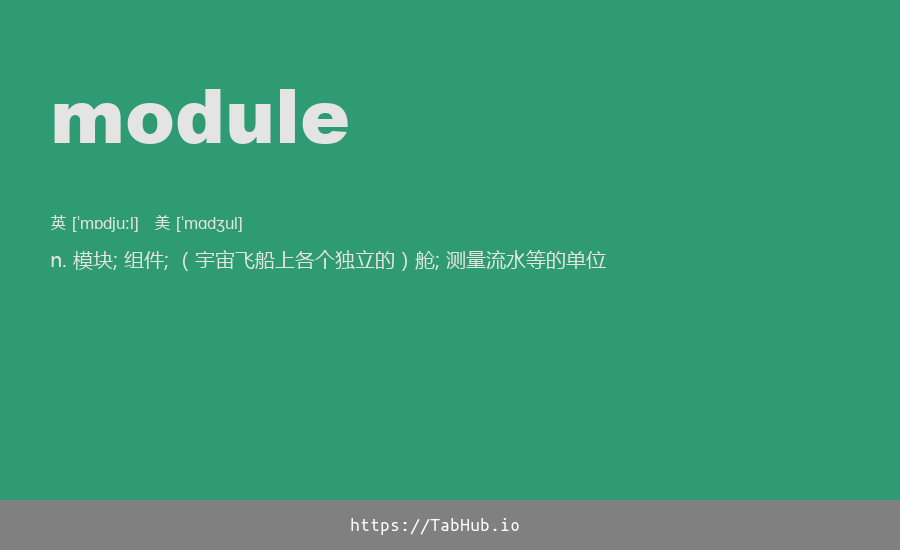 module
英 [ˈmɒdjuːl] 美 [ˈmɑdʒul]
n. 模块; 组件; （宇宙飞船上各个独立的）舱; 测量流水等的单位
https://TabHub.io